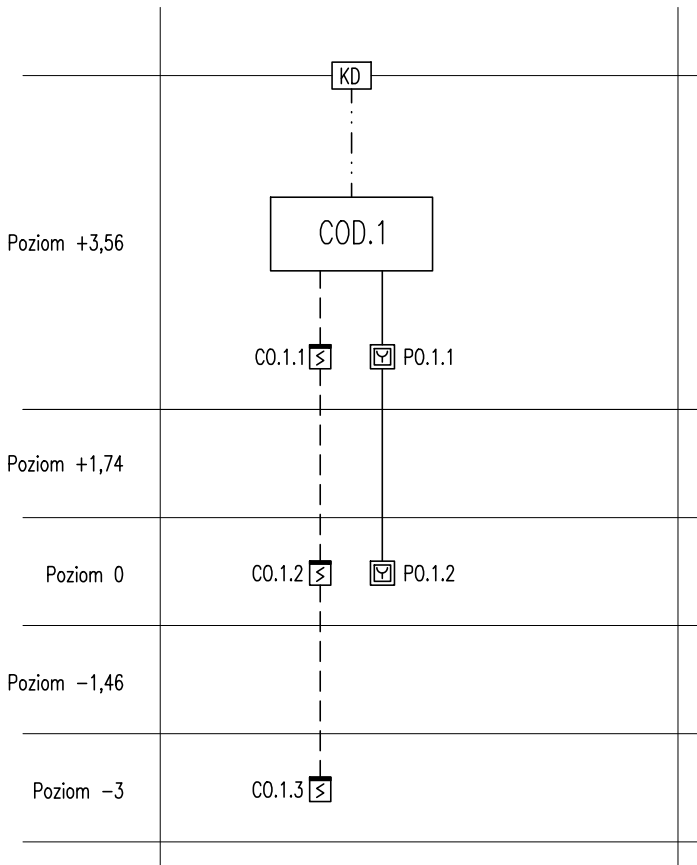 KD
Poziom +3,56
COD.1
CO.1.1
PO.1.1
Poziom +1,74
Poziom 0
CO.1.2
PO.1.2
Poziom −1,46
Poziom −3
CO.1.3